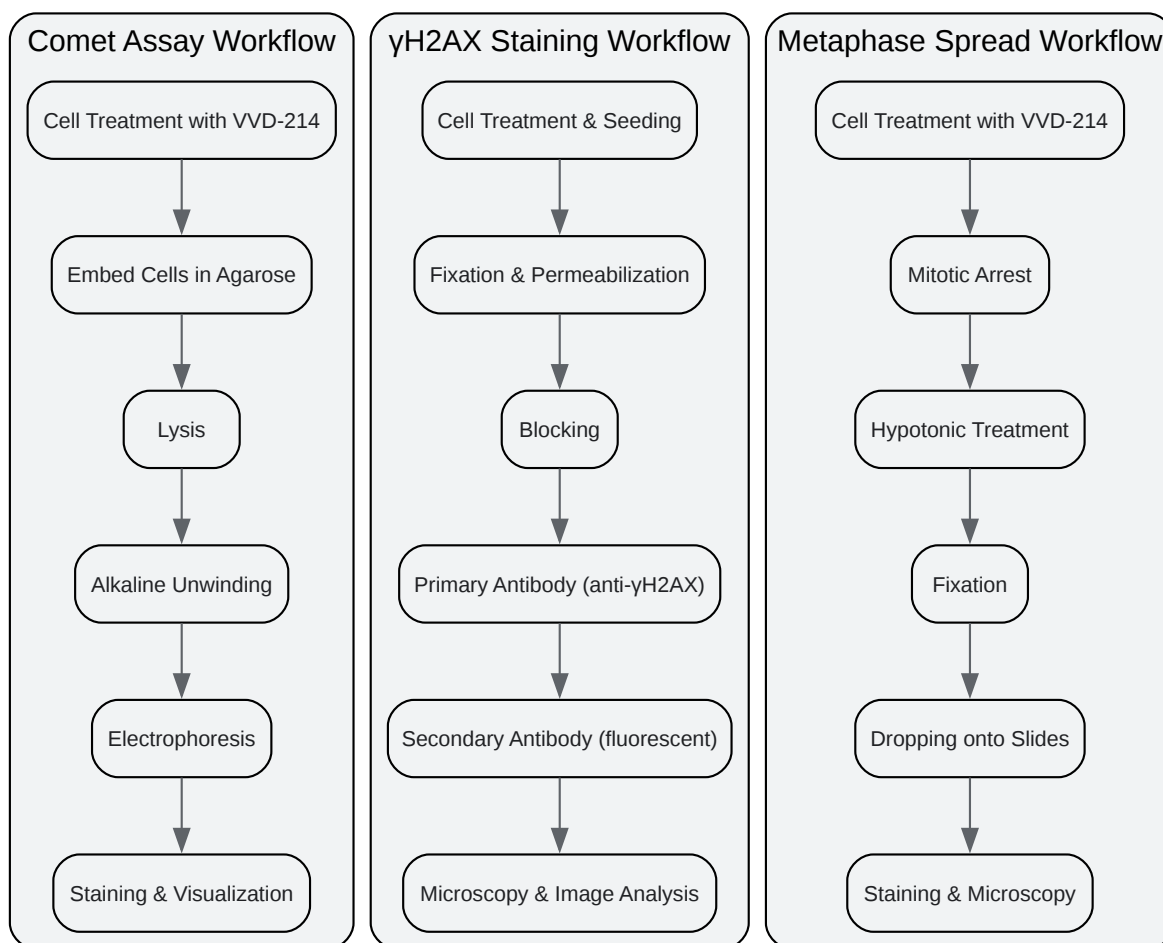 Comet Assay Workflow
Cell Treatment with VVD-214
Embed Cells in Agarose
Lysis
Alkaline Unwinding
Electrophoresis
Staining & Visualization
γH2AX Staining Workflow
Cell Treatment & Seeding
Fixation & Permeabilization
Blocking
Primary Antibody (anti-γH2AX)
Secondary Antibody (fluorescent)
Microscopy & Image Analysis
Metaphase Spread Workflow
Cell Treatment with VVD-214
Mitotic Arrest
Hypotonic Treatment
Fixation
Dropping onto Slides
Staining & Microscopy